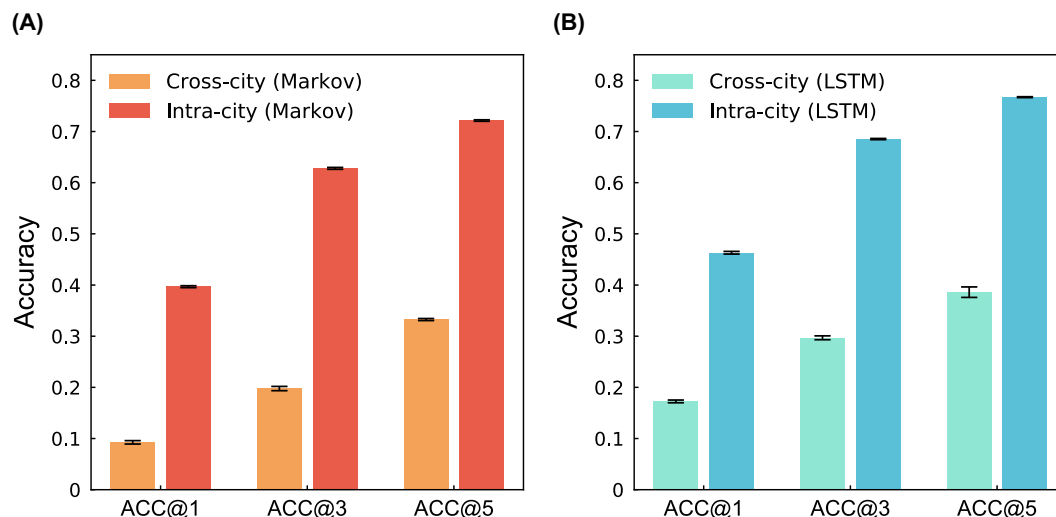 (A)
Cross-city (Markov)
Intra-city (Markov)
Accuracy
0.8
0.7
0.6
0.5
0.4
0.3
0.2
0.1
0
ACC@1 ACC@3 ACC@5
(B)
Cross-city (LSTM)
Intra-city (LSTM)
Accuracy
0.8
0.7
0.6
0.5
0.4
0.3
0.2
0.1
0
ACC@1 ACC@3 ACC@5